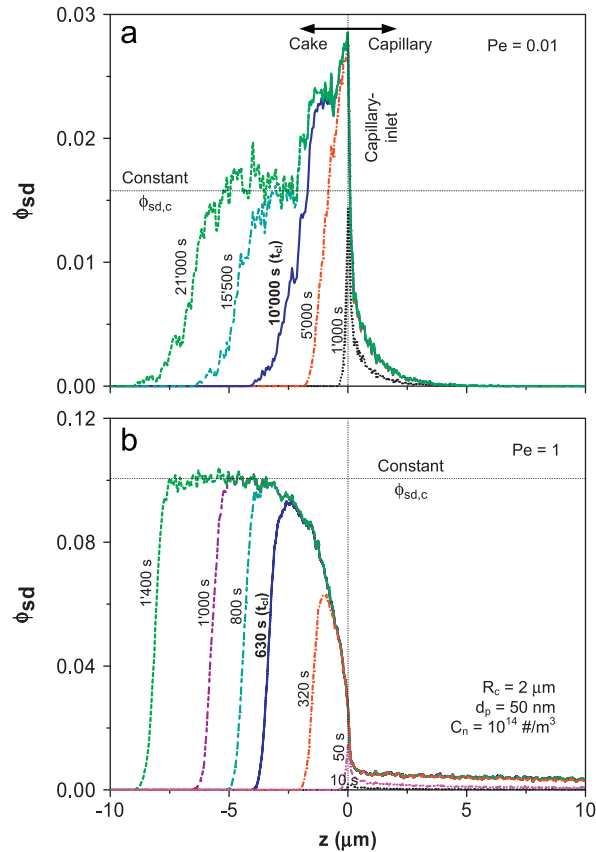 a
Cake
Capillary
Pe = 0.01
Capillary-
inlet
Constant
ϕsd,c
21'000 s
15'500 s
10'000 s (tcl)
5'000 s
1'000 s
ϕsd
0.03
0.02
0.01
0.00
b
Pe = 1
Constant
ϕsd,c
1'400 s
1'000 s
800 s
630 s (tcl)
320 s
50 s
10 s
Rc = 2 μm
dp = 50 nm
Cn = 10¹⁴ #/m³
ϕsd
0.12
0.08
0.04
0.00
-10
-5
0
5
10
z (μm)